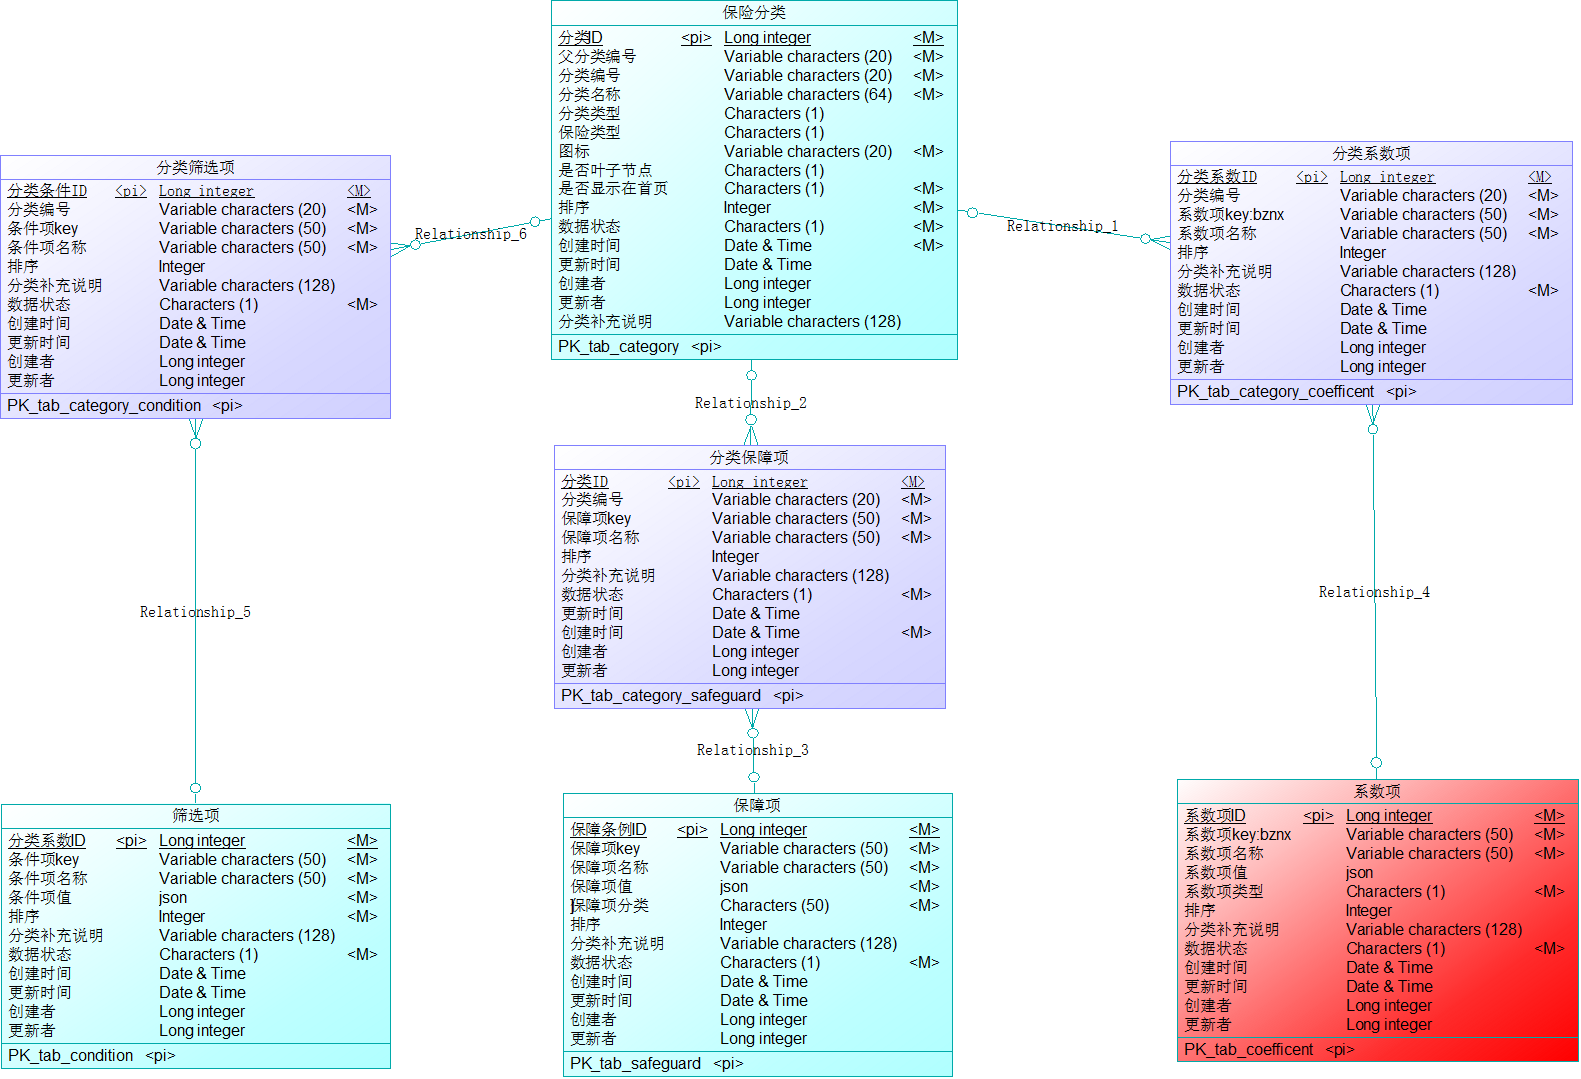 保险分类
分类ID <pi> Long integer <M>
父分类编号 Variable characters (20) <M>
分类编号 Variable characters (20) <M>
分类名称 Variable characters (64) <M>
分类类型 Characters (1)
保险类型 Characters (1)
图标 Variable characters (20) <M>
是否叶子节点 Characters (1)
是否显示在首页 Characters (1) <M>
排序 Integer <M>
数据状态 Characters (1) <M>
创建时间 Date & Time <M>
更新时间 Date & Time
创建者 Long integer
更新者 Long integer
分类补充说明 Variable characters (128)
PK_tab_category <pi>
分类筛选项
分类条件ID <pi> Long integer <M>
分类编号 Variable characters (20) <M>
条件项key Variable characters (50) <M>
条件项名称 Variable characters (50) <M>
排序 Integer
分类补充说明 Variable characters (128)
数据状态 Characters (1) <M>
创建时间 Date & Time
更新时间 Date & Time
创建者 Long integer
更新者 Long integer
PK_tab_category_condition <pi>
Relationship_6
Relationship_1
分类系数项
分类系数ID <pi> Long integer <M>
分类编号 Variable characters (20) <M>
系数项key:bznx Variable characters (50) <M>
系数项名称 Variable characters (50) <M>
排序 Integer
分类补充说明 Variable characters (128)
数据状态 Characters (1) <M>
创建时间 Date & Time
更新时间 Date & Time
创建者 Long integer
更新者 Long integer
PK_tab_category_coefficent <pi>
Relationship_2
分类保障项
分类ID <pi> Long integer <M>
分类编号 Variable characters (20) <M>
保障项key Variable characters (50) <M>
保障项名称 Variable characters (50) <M>
排序 Integer
分类补充说明 Variable characters (128)
数据状态 Characters (1) <M>
更新时间 Date & Time
创建时间 Date & Time <M>
创建者 Long integer
更新者 Long integer
PK_tab_category_safeguard <pi>
Relationship_5
Relationship_4
Relationship_3
筛选项
分类系数ID <pi> Long integer <M>
条件项key Variable characters (50) <M>
条件项名称 Variable characters (50) <M>
条件项值 json <M>
排序 Integer <M>
分类补充说明 Variable characters (128)
数据状态 Characters (1) <M>
创建时间 Date & Time
更新时间 Date & Time
创建者 Long integer
更新者 Long integer
PK_tab_condition <pi>
保障项
保障条例ID <pi> Long integer <M>
保障项key Variable characters (50) <M>
保障项名称 Variable characters (50) <M>
保障项值 json <M>
保障项分类 Characters (50) <M>
排序 Integer
分类补充说明 Variable characters (128)
数据状态 Characters (1) <M>
创建时间 Date & Time
更新时间 Date & Time
创建者 Long integer
更新者 Long integer
PK_tab_safeguard <pi>
系数项
系数项ID <pi> Long integer <M>
系数项key:bznx Variable characters (50) <M>
系数项名称 Variable characters (50) <M>
系数项值 json
系数项类型 Characters (1) <M>
排序 Integer
分类补充说明 Variable characters (128)
数据状态 Characters (1) <M>
创建时间 Date & Time
更新时间 Date & Time
创建者 Long integer
更新者 Long integer
PK_tab_coefficent <pi>